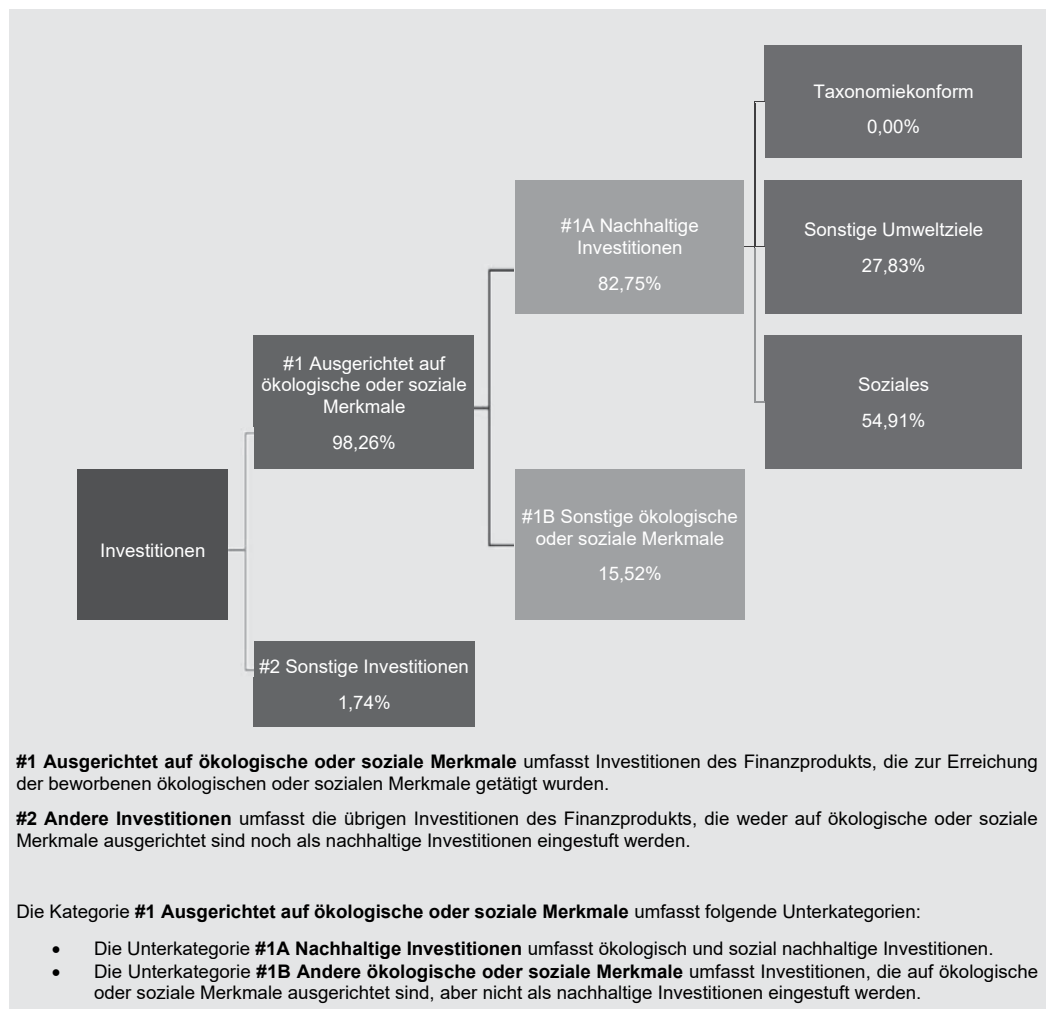 Taxonomiekonform
0,00%
#1A Nachhaltige
Investitionen
82,75%
Sonstige Umweltziele
27,83%
#1 Ausgerichtet auf
ökologische oder soziale
Merkmale
98,26%
Soziales
54,91%
Investitionen
#1B Sonstige ökologische
oder soziale Merkmale
15,52%
#2 Sonstige Investitionen
1,74%
#1 Ausgerichtet auf ökologische oder soziale Merkmale umfasst Investitionen des Finanzprodukts, die zur Erreichung
der beworbenen ökologischen oder sozialen Merkmale getätigt wurden.
#2 Andere Investitionen umfasst die übrigen Investitionen des Finanzprodukts, die weder auf ökologische oder soziale
Merkmale ausgerichtet sind noch als nachhaltige Investitionen eingestuft werden.
Die Kategorie #1 Ausgerichtet auf ökologische oder soziale Merkmale umfasst folgende Unterkategorien:
• Die Unterkategorie #1A Nachhaltige Investitionen umfasst ökologisch und sozial nachhaltige Investitionen.
• Die Unterkategorie #1B Andere ökologische oder soziale Merkmale umfasst Investitionen, die auf ökologische
oder soziale Merkmale ausgerichtet sind, aber nicht als nachhaltige Investitionen eingestuft werden.